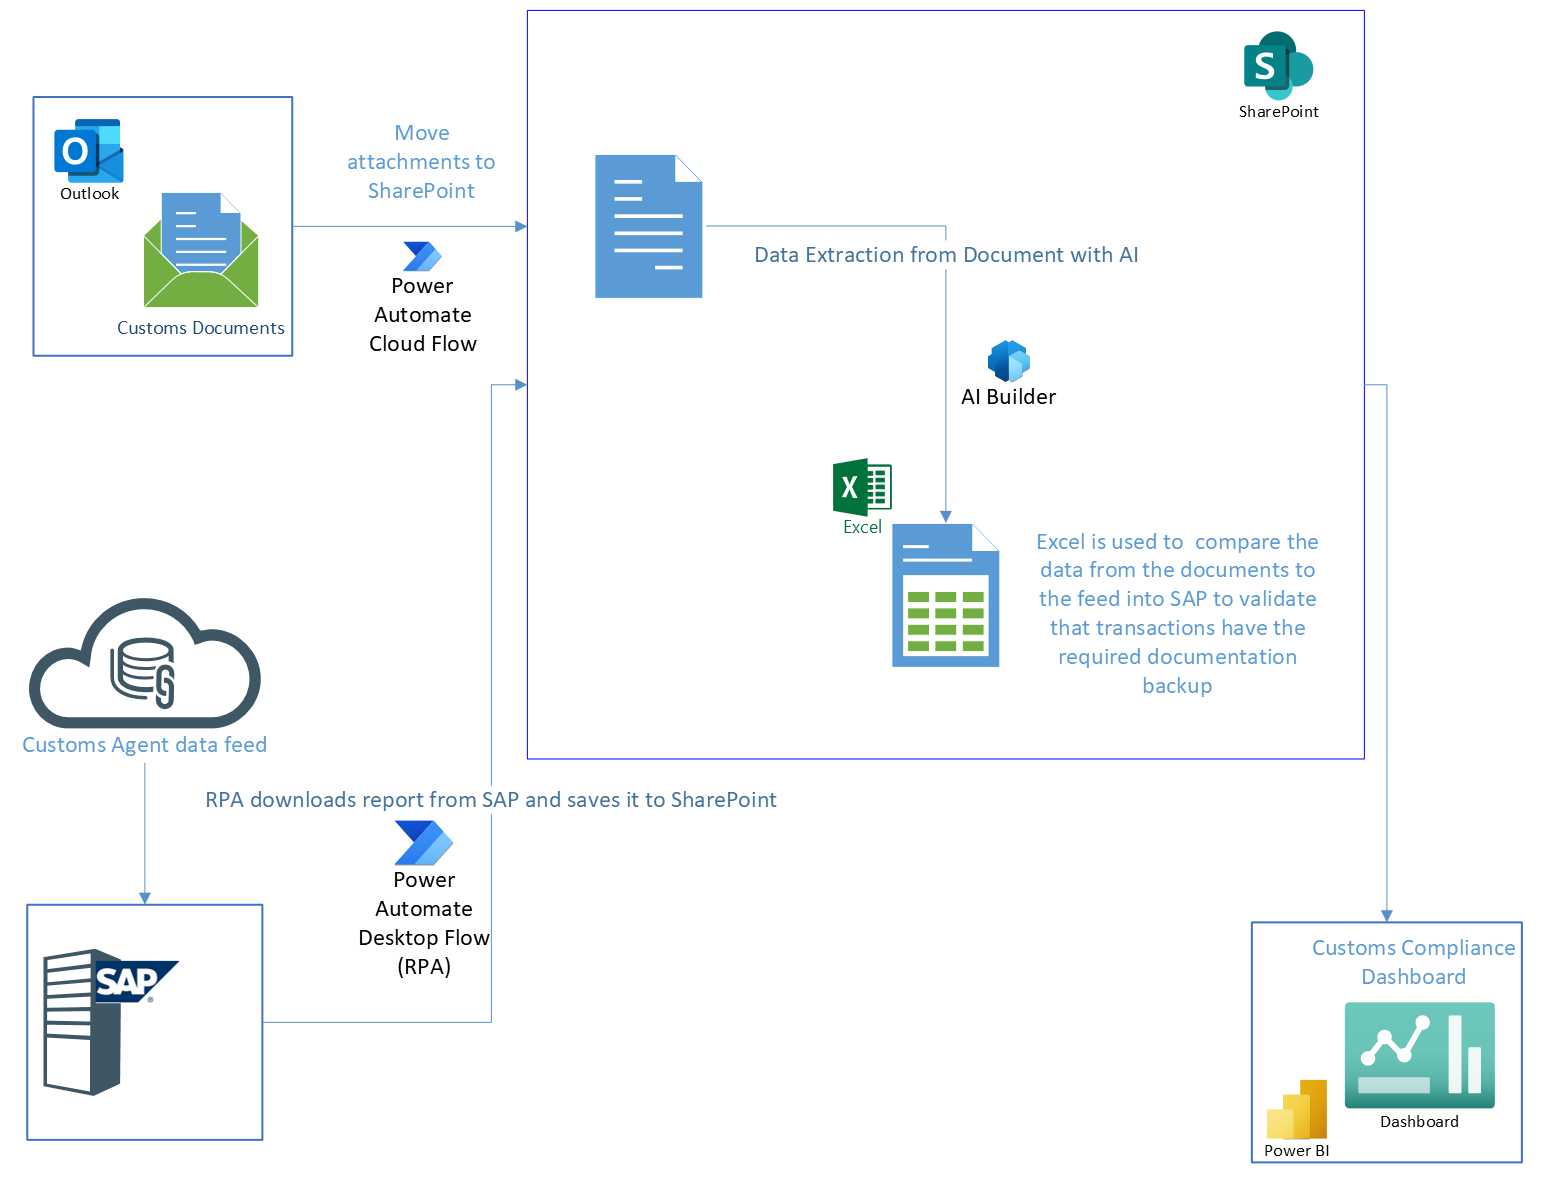 S
SharePoint
O
Outlook
Customs Documents
Move
attachments to
SharePoint
Power
Automate
Cloud Flow
Data Extraction from Document with AI
AI Builder
X
Excel
Excel is used to  compare the
data from the documents to
the feed into SAP to validate
that transactions have the
required documentation
backup
Customs Agent data feed
RPA downloads report from SAP and saves it to SharePoint
Power
Automate
Desktop Flow
(RPA)
SAP
®
Customs Compliance
Dashboard
Dashboard
Power BI